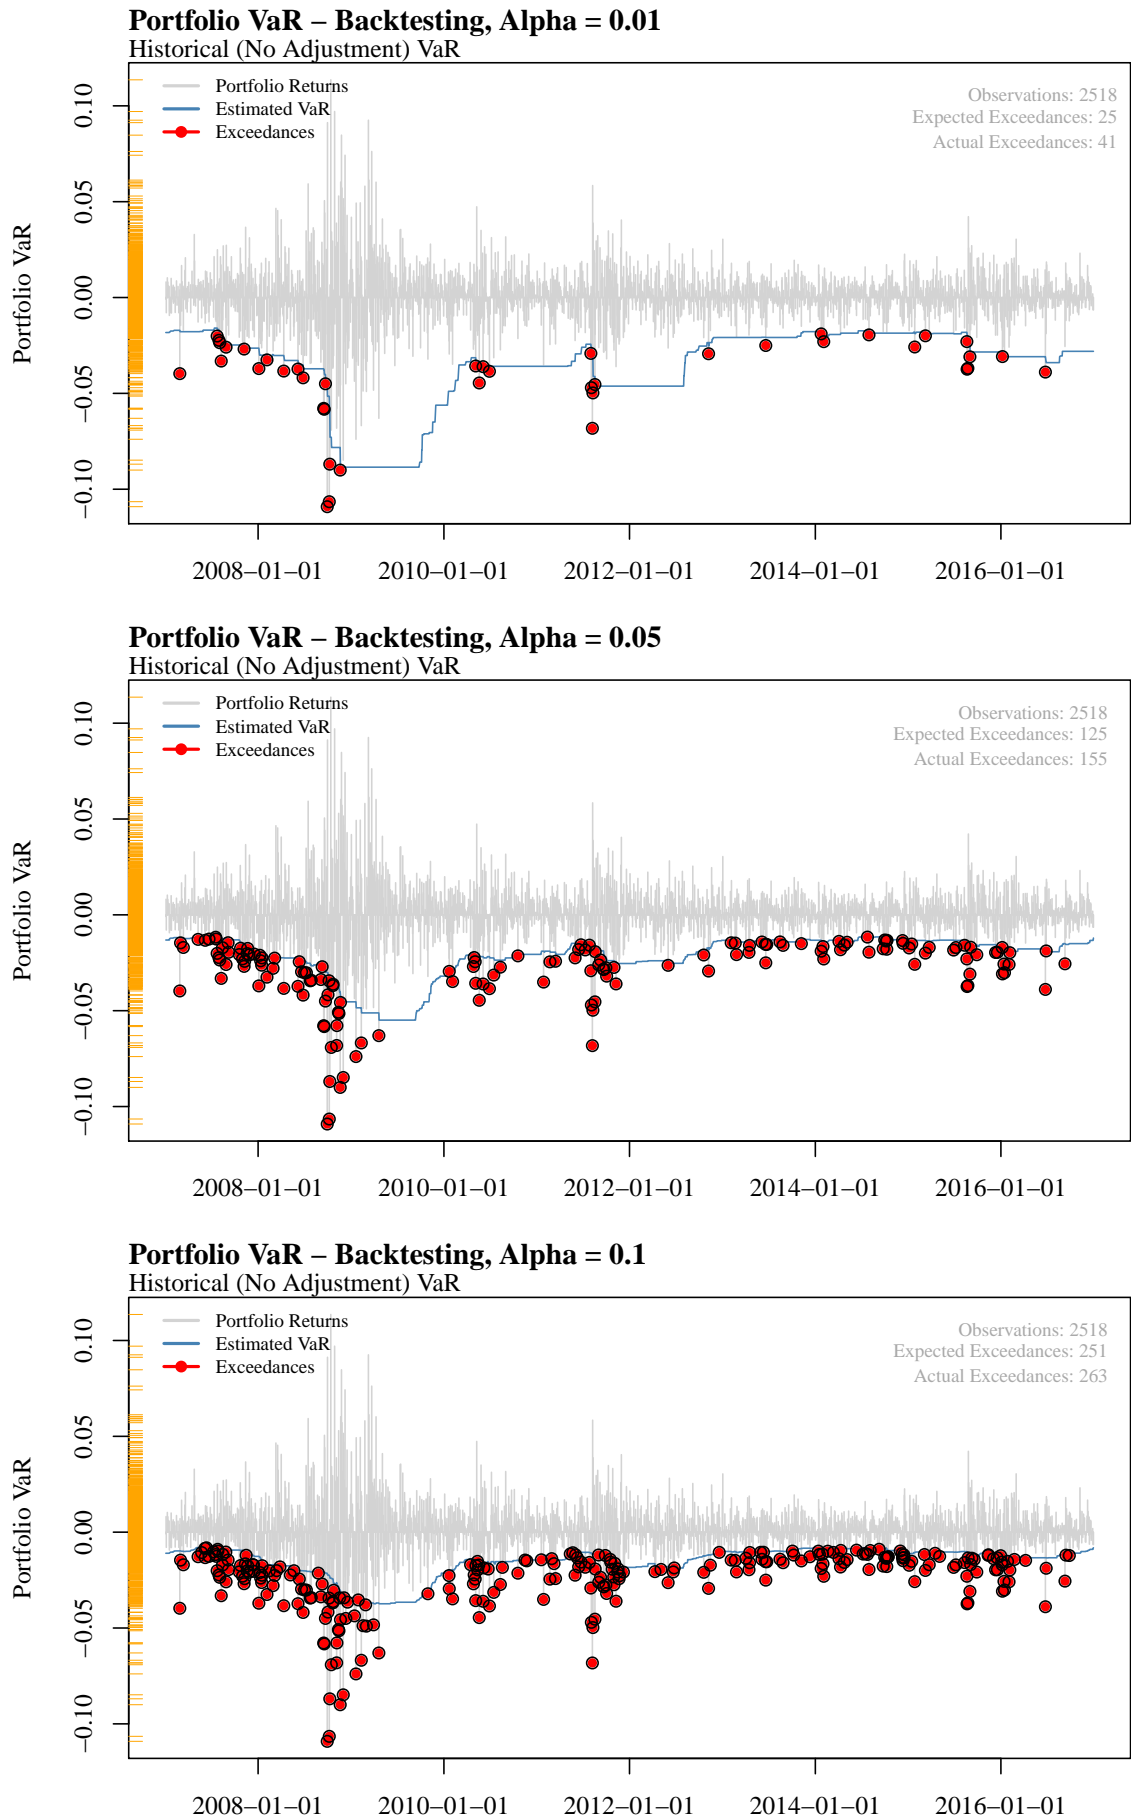 Portfolio VaR – Backtesting, Alpha = 0.01
Historical (No Adjustment) VaR
Portfolio Returns
Estimated VaR
Exceedances
Observations: 2518
Expected Exceedances: 25
Actual Exceedances: 41
Portfolio VaR
0.10
0.05
0.00
−0.05
−0.10
2008−01−01
2010−01−01
2012−01−01
2014−01−01
2016−01−01
Portfolio VaR – Backtesting, Alpha = 0.05
Historical (No Adjustment) VaR
Portfolio Returns
Estimated VaR
Exceedances
Observations: 2518
Expected Exceedances: 125
Actual Exceedances: 155
Portfolio VaR
0.10
0.05
0.00
−0.05
−0.10
2008−01−01
2010−01−01
2012−01−01
2014−01−01
2016−01−01
Portfolio VaR – Backtesting, Alpha = 0.1
Historical (No Adjustment) VaR
Portfolio Returns
Estimated VaR
Exceedances
Observations: 2518
Expected Exceedances: 251
Actual Exceedances: 263
Portfolio VaR
0.10
0.05
0.00
−0.05
−0.10
2008−01−01
2010−01−01
2012−01−01
2014−01−01
2016−01−01